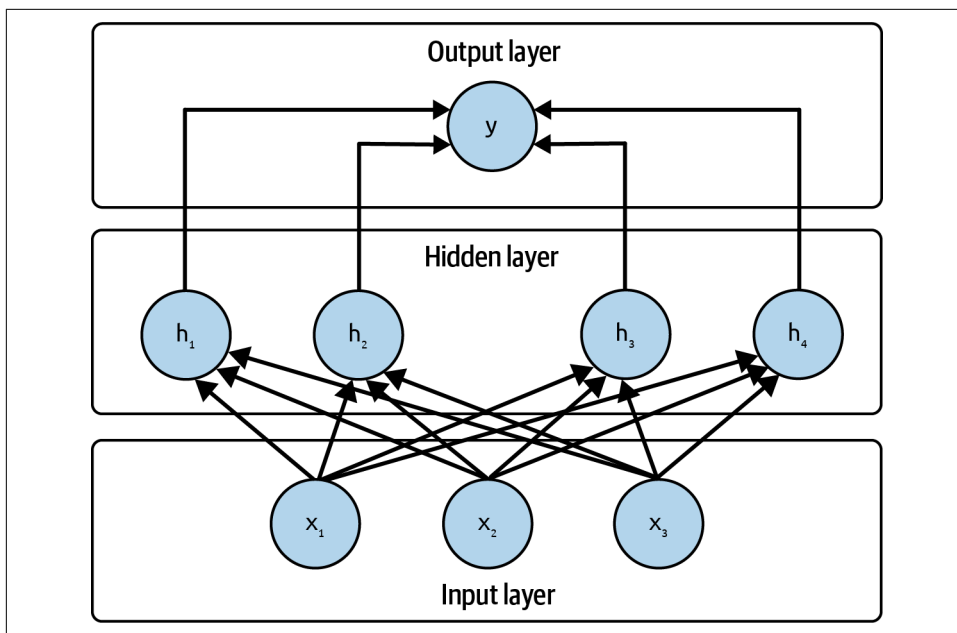 Output layer
y
Hidden layer
h₁ h₂ h₃ h₄
x₁ x₂ x₃
Input layer